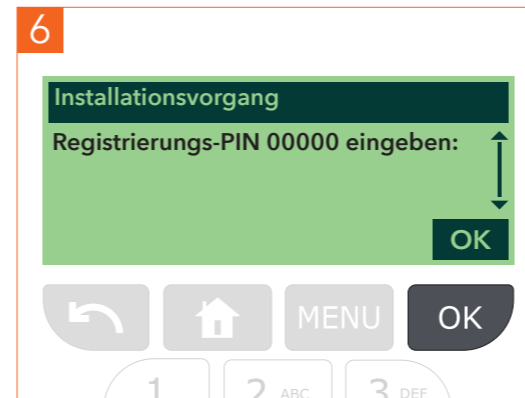 6
Installationsvorgang
Registrierungs-PIN 00000 eingeben:
OK
MENU OK
1 2 ABC 3 DEF